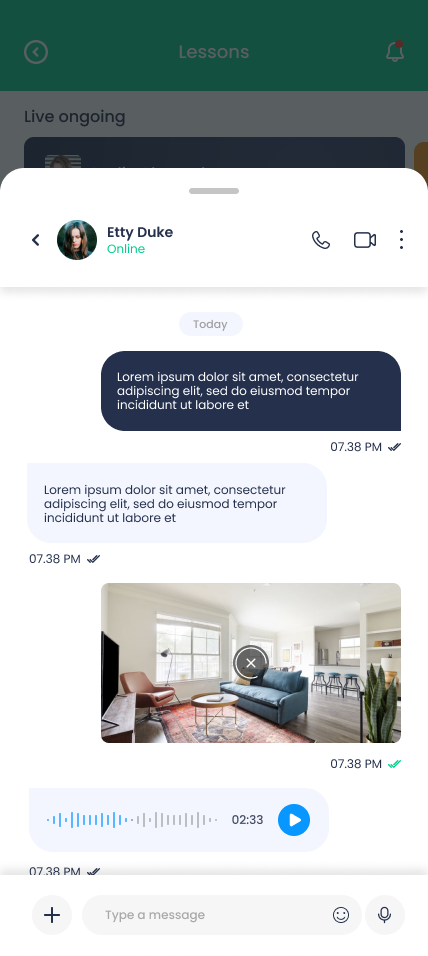 Lessons
Live ongoing
Etty Duke
Online
Today
Lorem ipsum dolor sit amet, consectetur
adipiscing elit, sed do eiusmod tempor
incididunt ut labore et
07.38 PM
Lorem ipsum dolor sit amet, consectetur
adipiscing elit, sed do eiusmod tempor
incididunt ut labore et
07.38 PM
07.38 PM
02:33
07.38 PM
Type a message